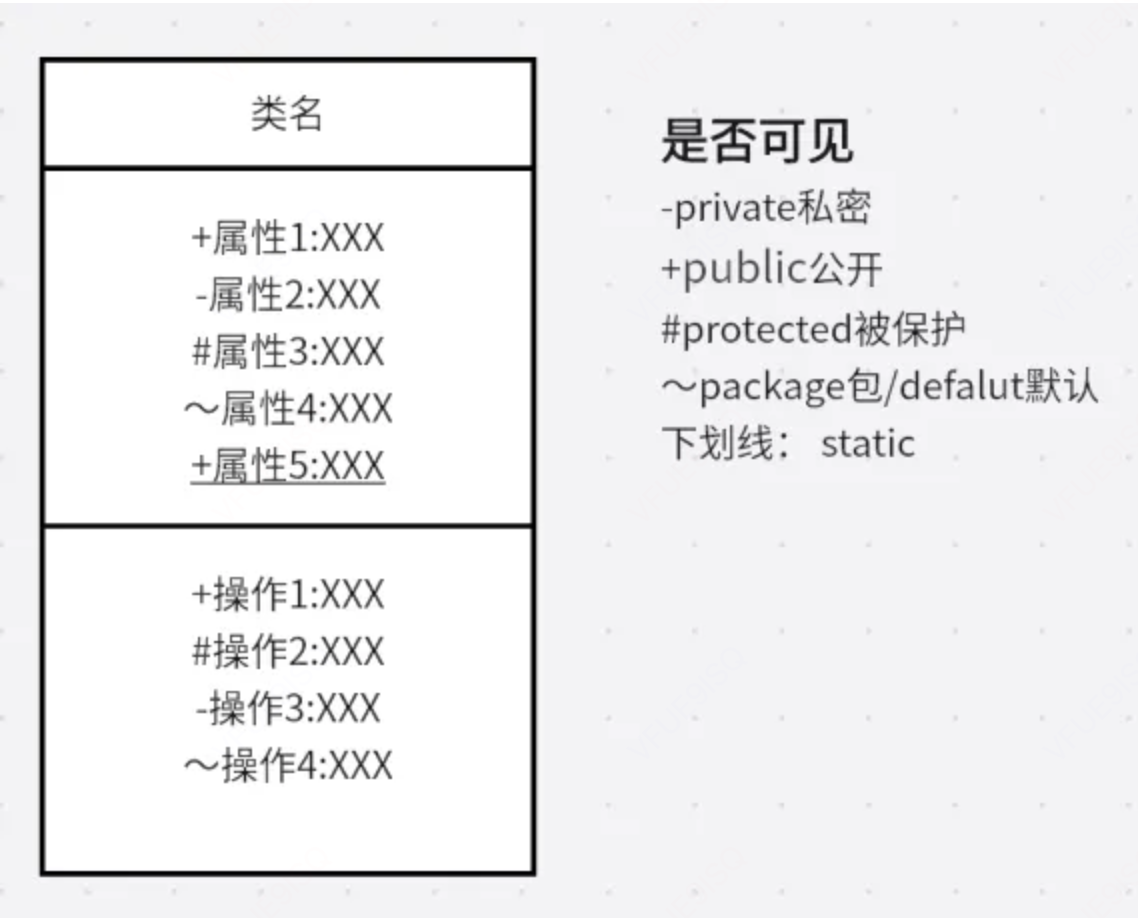 类名
+属性1:XXX
-属性2:XXX
#属性3:XXX
～属性4:XXX
+属性5:XXX
+操作1:XXX
#操作2:XXX
-操作3:XXX
～操作4:XXX
是否可见
-private私密
+public公开
#protected被保护
～package包/defalut默认
下划线： static